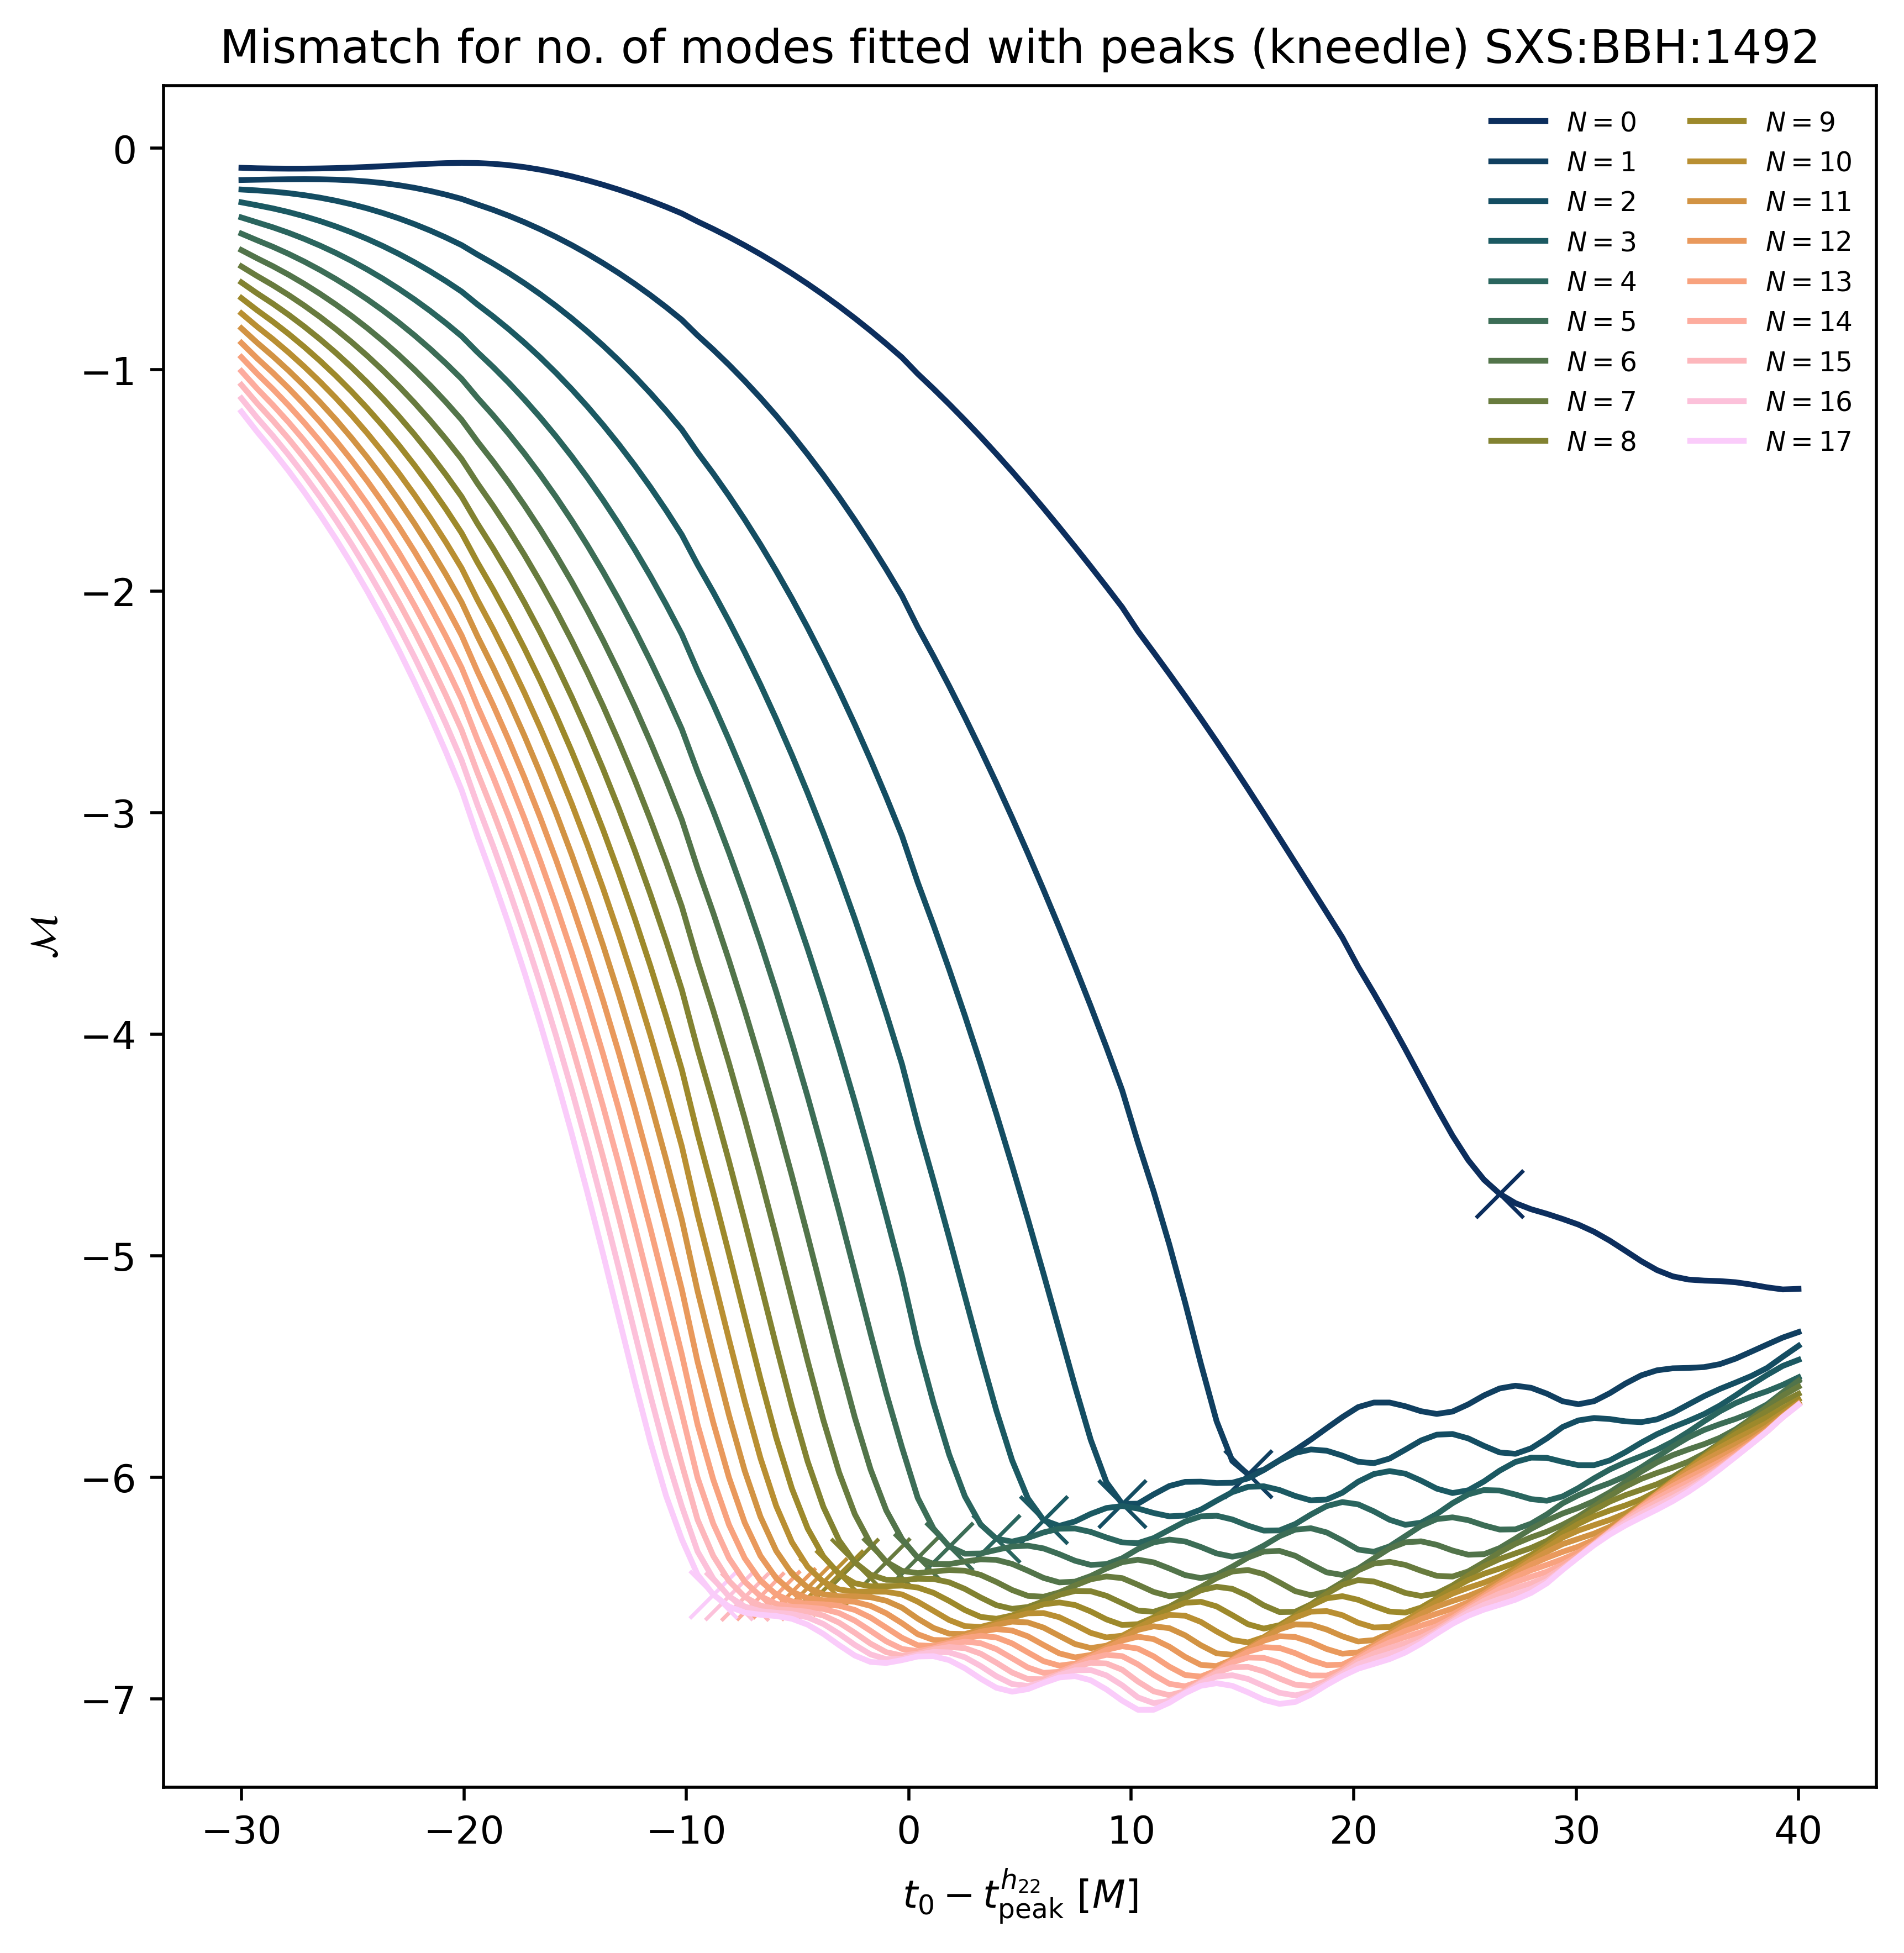 Mismatch for no. of modes fitted with peaks (kneedle) SXS:BBH:1492
N = 0
N = 1
N = 2
N = 3
N = 4
N = 5
N = 6
N = 7
N = 8
N = 9
N = 10
N = 11
N = 12
N = 13
N = 14
N = 15
N = 16
N = 17
0
−1
−2
−3
−4
−5
−6
−7
ℳ
−30 −20 −10 0 10 20 30 40
t₀ − t_peak^{h₂₂} [M]